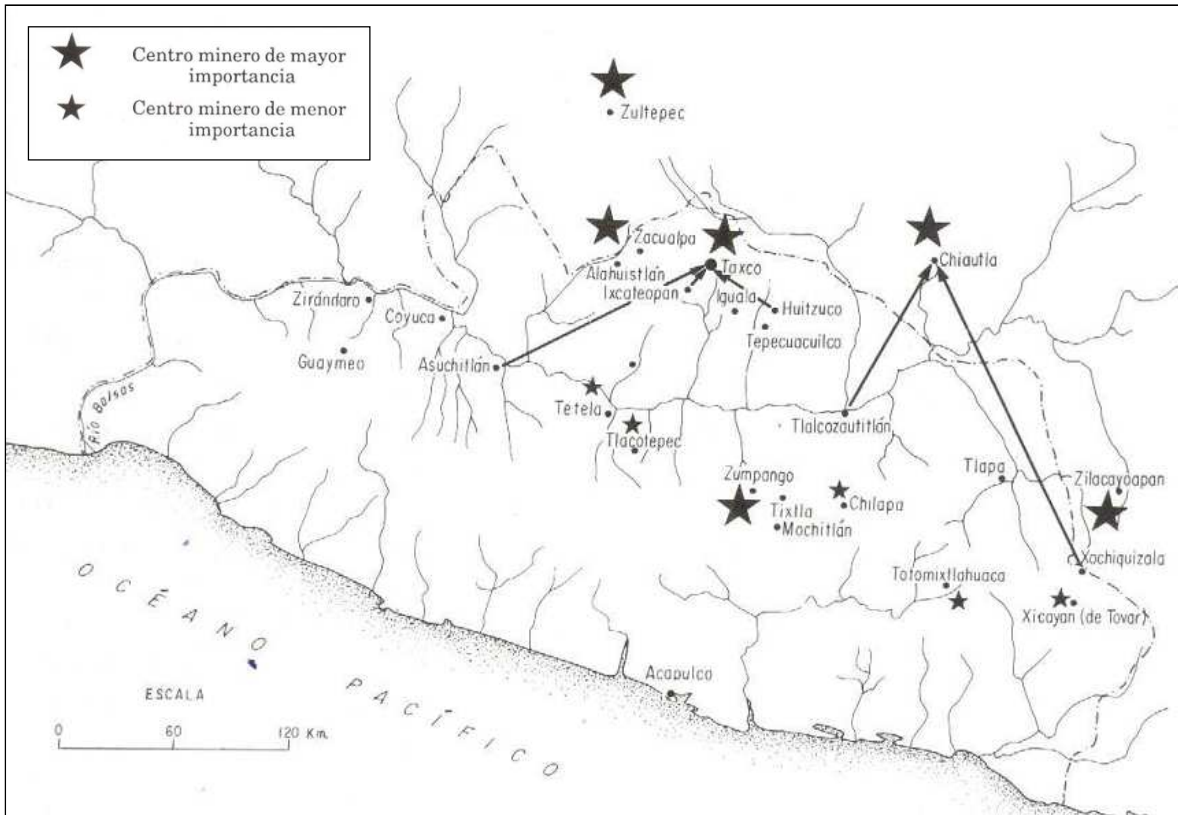 Centro minero de mayor
importancia
Centro minero de menor
importancia
Zultepec
Zacualpa
Alahuistlán
Taxco
Chiautla
Ixcateopan
Iguala
Huitzuco
Zirándaro
Coyuca
Tepecuacuilco
Guaymeo
Asuchitlán
Río Balsas
Tetela
Tlalcozautitlán
Tlacotepec
Zumpango
Tlapa
Zilacayoapan
Tixtla
Chilapa
Mochitlán
Xochiquizala
Totomixtlahuaca
Xicayan (de Tovar)
OCÉANO PACÍFICO
Acapulco
ESCALA
0 60 120 Km.